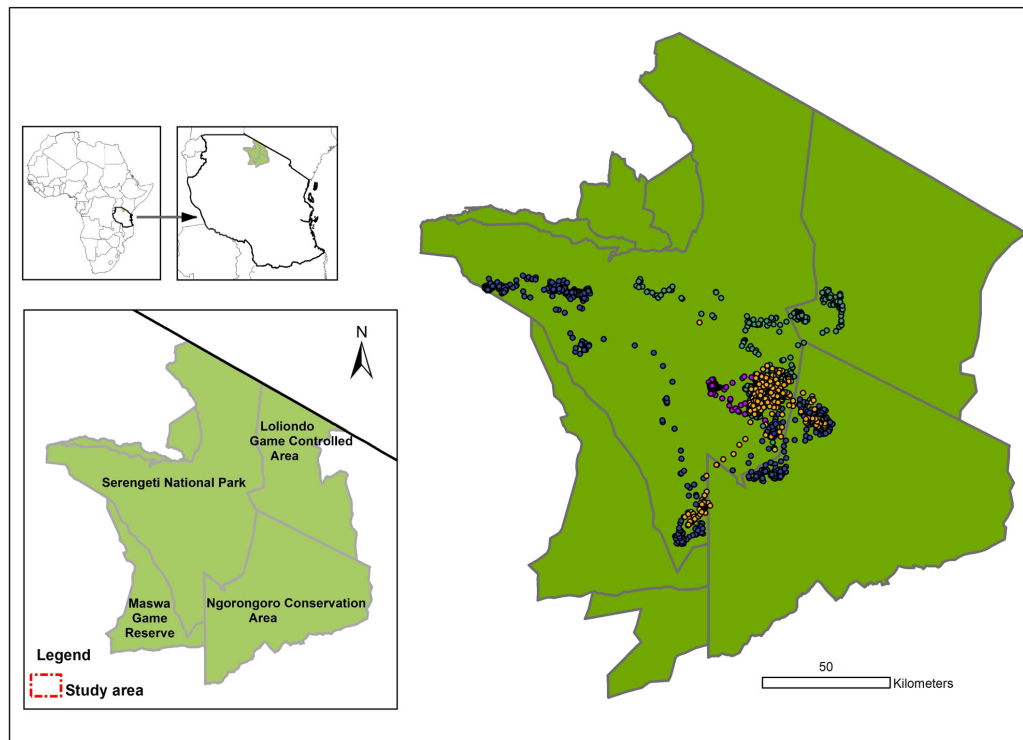 N
Loliondo
Game Controlled
Area
Serengeti National Park
Maswa
Game
Reserve
Ngorongoro Conservation
Area
Legend
Study area
50
Kilometers